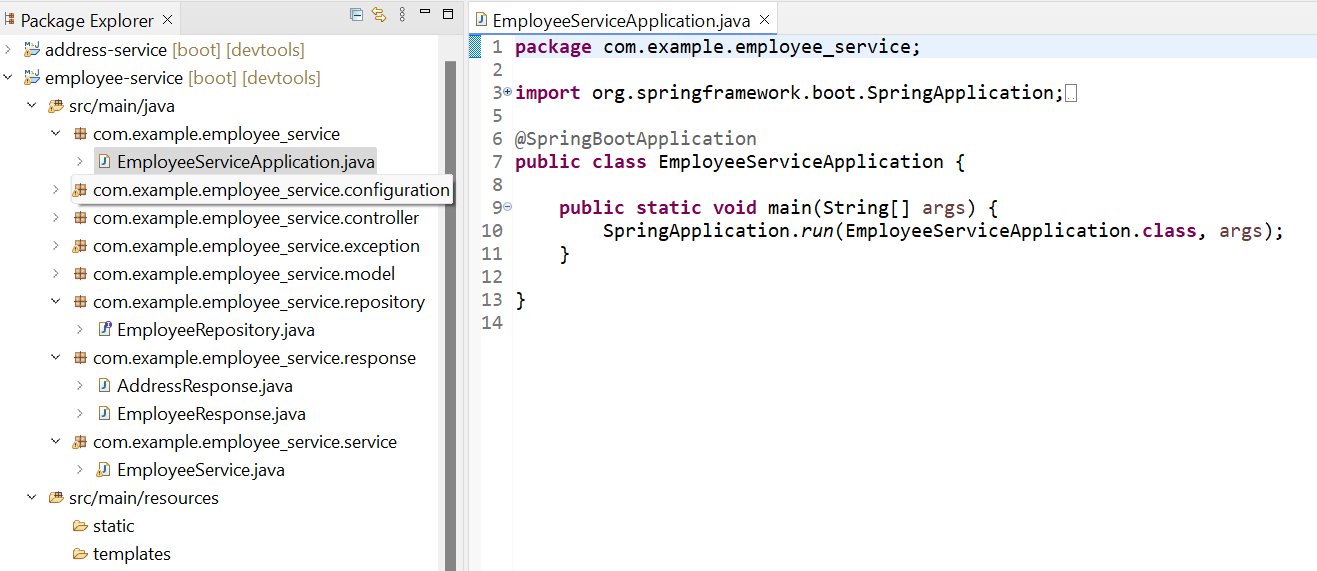 Package Explorer
address-service [boot] [devtools]
employee-service [boot] [devtools]
src/main/java
com.example.employee_service
EmployeeServiceApplication.java
com.example.employee_service.configuration
com.example.employee_service.controller
com.example.employee_service.exception
com.example.employee_service.model
com.example.employee_service.repository
EmployeeRepository.java
com.example.employee_service.response
AddressResponse.java
EmployeeResponse.java
com.example.employee_service.service
EmployeeService.java
src/main/resources
static
templates
EmployeeServiceApplication.java
1 package com.example.employee_service;
2
3 import org.springframework.boot.SpringApplication;
5
6 @SpringBootApplication
7 public class EmployeeServiceApplication {
8
9 public static void main(String[] args) {
10 SpringApplication.run(EmployeeServiceApplication.class, args);
11 }
12
13 }
14